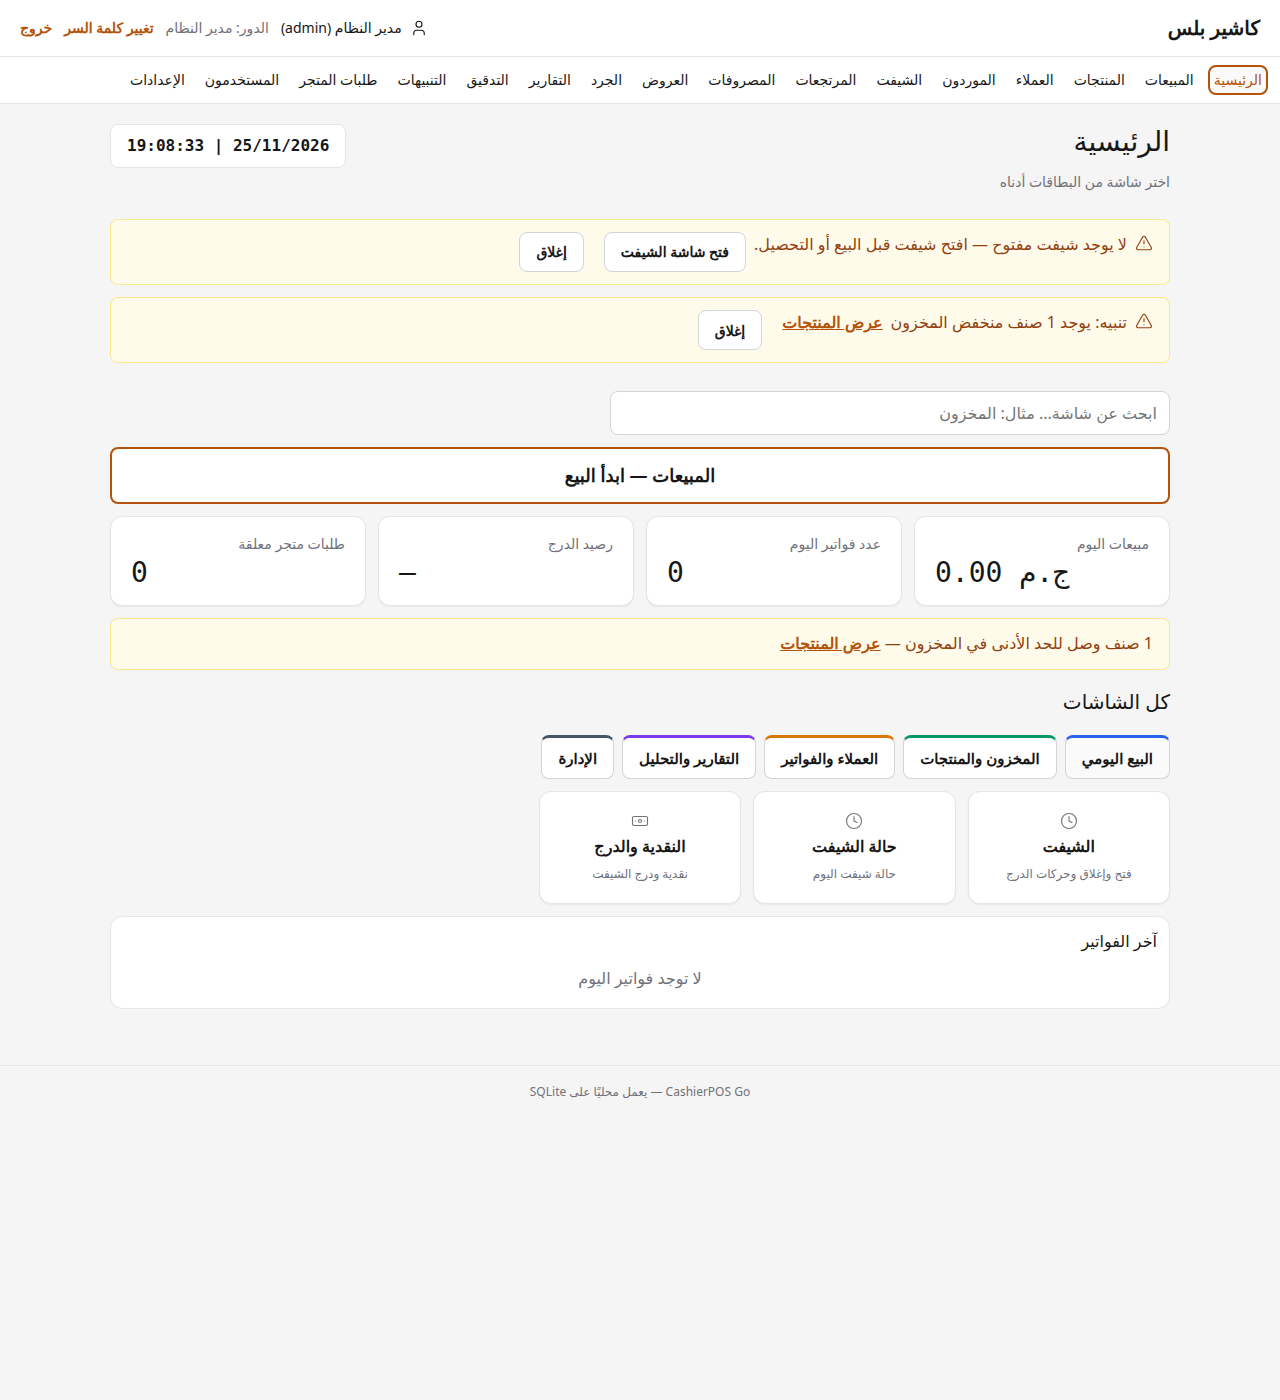 كاشير بلس
مدير النظام (admin) الدور: مدير النظام تغيير كلمة السر خروج
الرئيسية المبيعات المنتجات العملاء الموردون الشيفت المرتجعات المصروفات العروض الجرد التقارير التدقيق التنبيهات طلبات المتجر المستخدمون الإعدادات
الرئيسية
25/11/2026 | 19:08:33
اختر شاشة من البطاقات أدناه
لا يوجد شيفت مفتوح — افتح شيفت قبل البيع أو التحصيل. فتح شاشة الشيفت إغلاق
تنبيه: يوجد 1 صنف منخفض المخزون عرض المنتجات إغلاق
ابحث عن شاشة... مثال: المخزون
المبيعات — ابدأ البيع
مبيعات اليوم
0.00 ج.م
عدد فواتير اليوم
0
رصيد الدرج
—
طلبات متجر معلقة
0
1 صنف وصل للحد الأدنى في المخزون — عرض المنتجات
كل الشاشات
البيع اليومي المخزون والمنتجات العملاء والفواتير التقارير والتحليل الإدارة
الشيفت
فتح وإغلاق وحركات الدرج
حالة الشيفت
حالة شيفت اليوم
النقدية والدرج
نقدية ودرج الشيفت
آخر الفواتير
لا توجد فواتير اليوم
CashierPOS Go — يعمل محليًا على SQLite